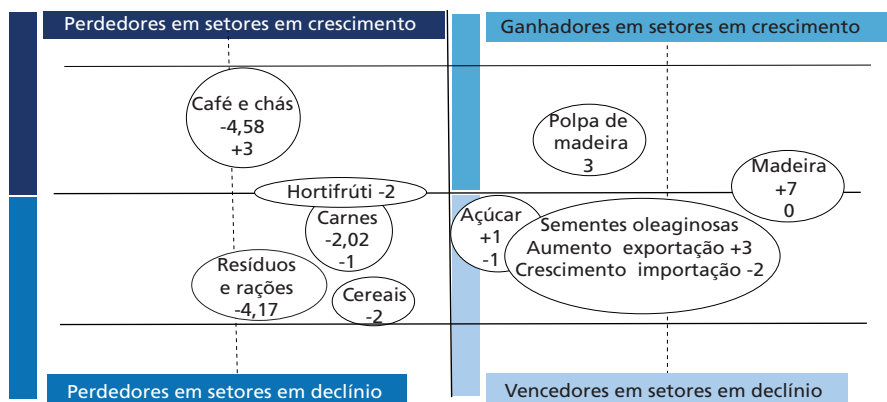 Perdedores em setores em crescimento
Ganhadores em setores em crescimento
Café e chás
-4,58
+3
Polpa de
madeira
3
Madeira
+7
0
Hortifrúti -2
Carnes
-2,02
-1
Açúcar
+1
-1
Sementes oleaginosas
Aumento exportação +3
Crescimento importação -2
Resíduos
e rações
-4,17
Cereais
-2
Perdedores em setores em declínio
Vencedores em setores em declínio